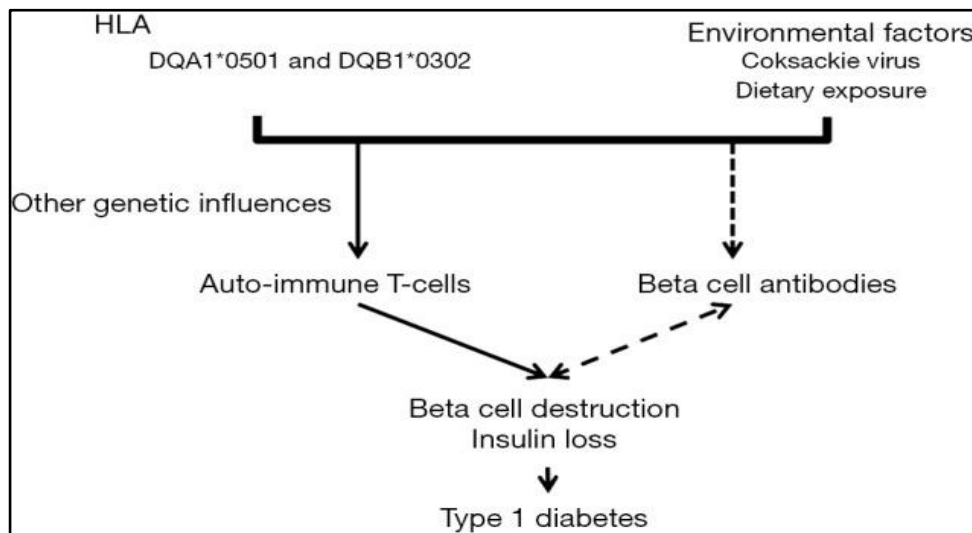 HLA
DQA1*0501 and DQB1*0302
Environmental factors
Coksackie virus
Dietary exposure
Other genetic influences
Auto-immune T-cells
Beta cell antibodies
Beta cell destruction
Insulin loss
Type 1 diabetes